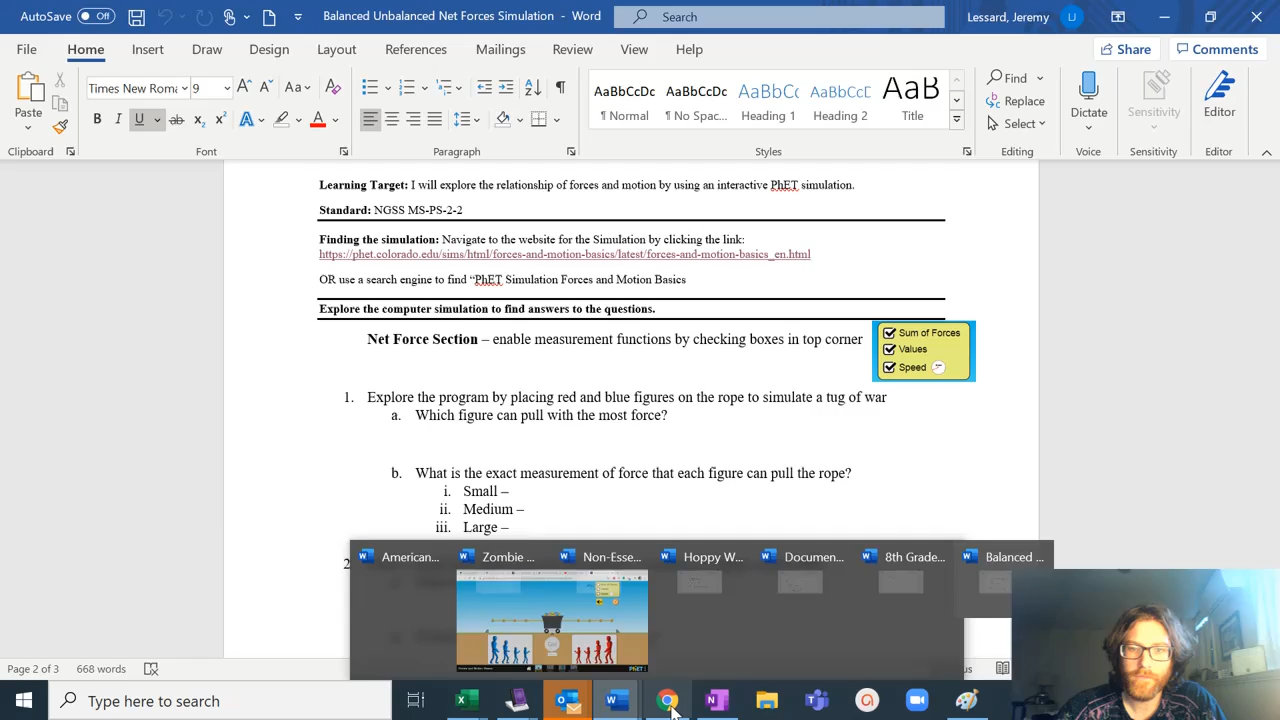 AutoSave Off
Balanced Unbalanced Net Forces Simulation - Word
Search
Lessard, Jeremy
File Home Insert Draw Design Layout References Mailings Review View Help
Share Comments
Paste
Clipboard
Times New Roma 9
B I U ab x₂ x²
Font
Paragraph
AaBbCcDc AaBbCcDc AaBbCc AaBbCcD AaB
¶ Normal ¶ No Spac... Heading 1 Heading 2 Title
Styles
Find
Replace
Select
Editing
Dictate
Voice
Sensitivity
Sensitivity
Editor
Editor
Learning Target: I will explore the relationship of forces and motion by using an interactive PhET simulation.
Standard: NGSS MS-PS-2-2
Finding the simulation: Navigate to the website for the Simulation by clicking the link:
https://phet.colorado.edu/sims/html/forces-and-motion-basics/latest/forces-and-motion-basics_en.html
OR use a search engine to find “PhET Simulation Forces and Motion Basics
Explore the computer simulation to find answers to the questions.
Net Force Section – enable measurement functions by checking boxes in top corner
Sum of Forces
Values
Speed
1. Explore the program by placing red and blue figures on the rope to simulate a tug of war
a. Which figure can pull with the most force?
b. What is the exact measurement of force that each figure can pull the rope?
i. Small –
ii. Medium –
iii. Large –
2
American... Zombie ... Non-Esse... Hoppy W... Documen... 8th Grade... Balanced ...
Page 2 of 3 668 words
Type here to search